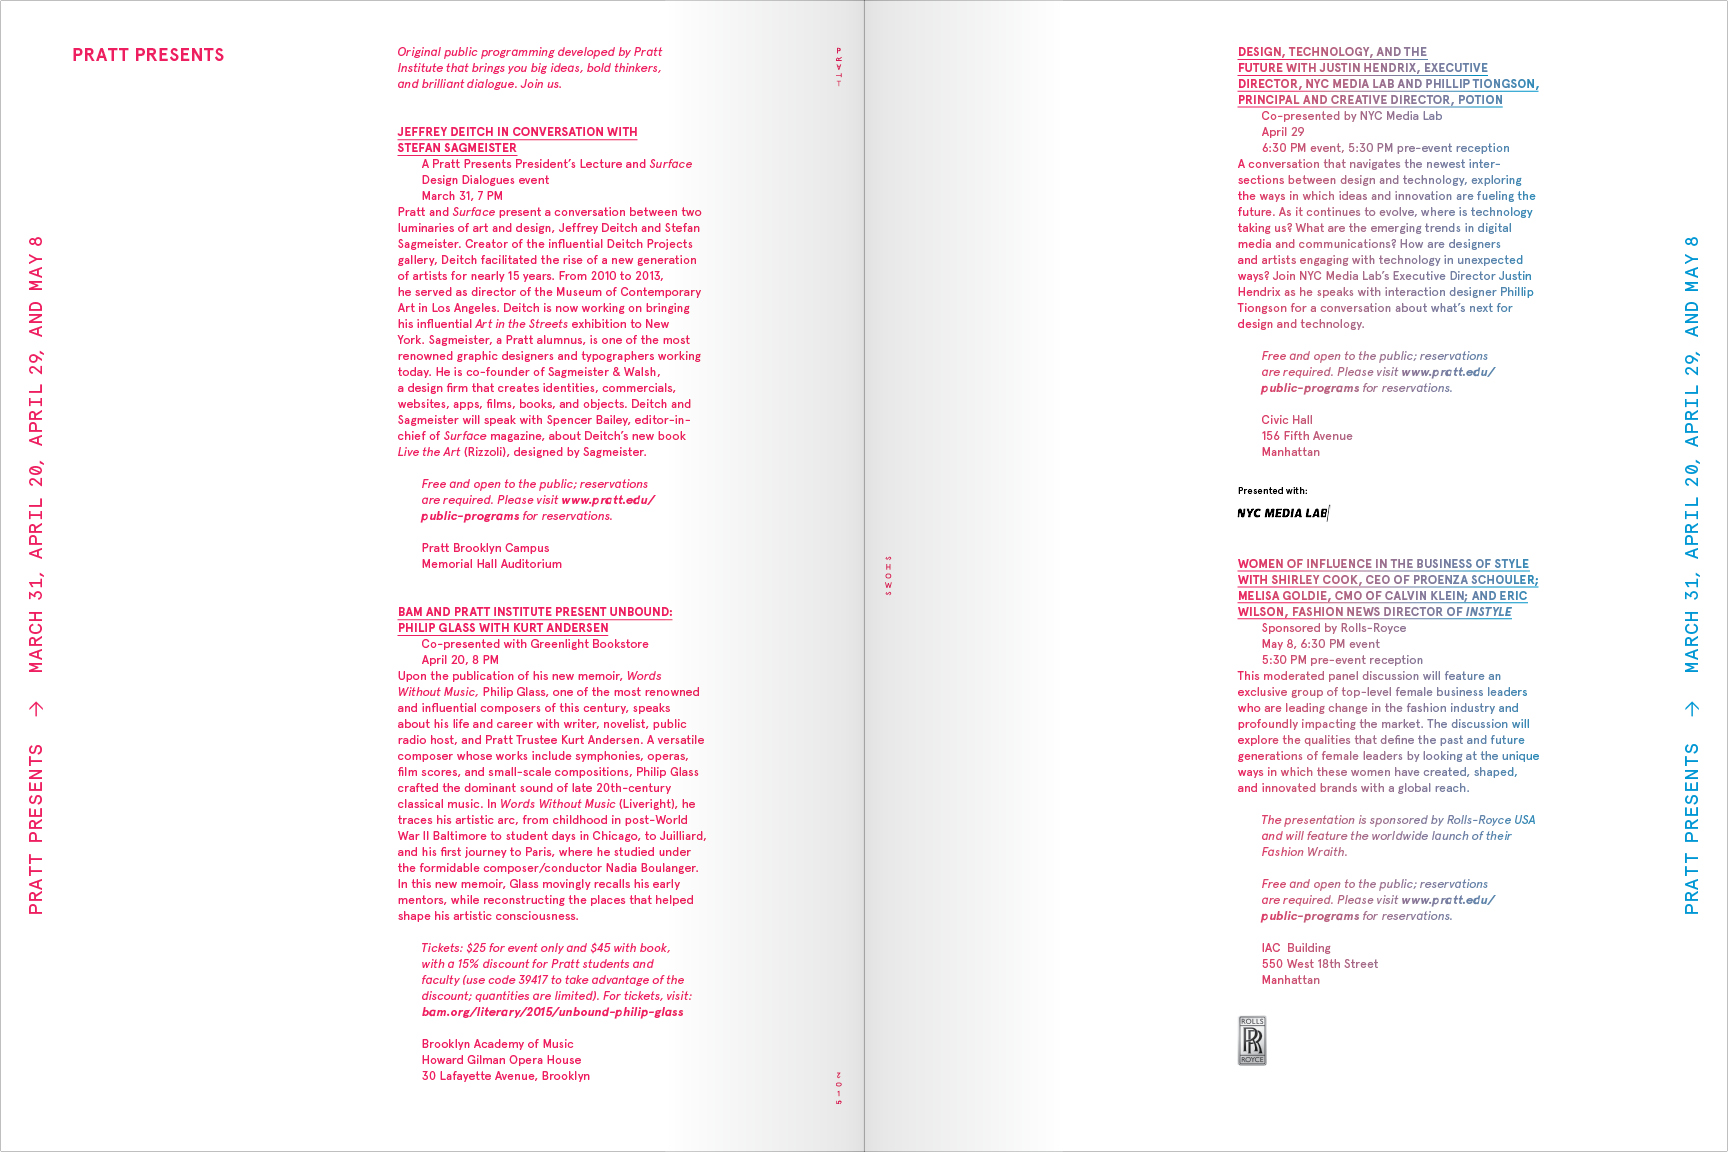 PRATT PRESENTS
PRATT PRESENTS → MARCH 31, APRIL 20, APRIL 29, AND MAY 8
Original public programming developed by Pratt
Institute that brings you big ideas, bold thinkers,
and brilliant dialogue. Join us.
JEFFREY DEITCH IN CONVERSATION WITH
STEFAN SAGMEISTER
A Pratt Presents President’s Lecture and Surface
Design Dialogues event
March 31, 7 PM
Pratt and Surface present a conversation between two
luminaries of art and design, Jeffrey Deitch and Stefan
Sagmeister. Creator of the influential Deitch Projects
gallery, Deitch facilitated the rise of a new generation
of artists for nearly 15 years. From 2010 to 2013,
he served as director of the Museum of Contemporary
Art in Los Angeles. Deitch is now working on bringing
his influential Art in the Streets exhibition to New
York. Sagmeister, a Pratt alumnus, is one of the most
renowned graphic designers and typographers working
today. He is co-founder of Sagmeister & Walsh,
a design firm that creates identities, commercials,
websites, apps, films, books, and objects. Deitch and
Sagmeister will speak with Spencer Bailey, editor-in-
chief of Surface magazine, about Deitch’s new book
Live the Art (Rizzoli), designed by Sagmeister.
Free and open to the public; reservations
are required. Please visit www.pratt.edu/
public-programs for reservations.
Pratt Brooklyn Campus
Memorial Hall Auditorium
BAM AND PRATT INSTITUTE PRESENT UNBOUND:
PHILIP GLASS WITH KURT ANDERSEN
Co-presented with Greenlight Bookstore
April 20, 8 PM
Upon the publication of his new memoir, Words
Without Music, Philip Glass, one of the most renowned
and influential composers of this century, speaks
about his life and career with writer, novelist, public
radio host, and Pratt Trustee Kurt Andersen. A versatile
composer whose works include symphonies, operas,
film scores, and small-scale compositions, Philip Glass
crafted the dominant sound of late 20th-century
classical music. In Words Without Music (Liveright), he
traces his artistic arc, from childhood in post-World
War II Baltimore to student days in Chicago, to Juilliard,
and his first journey to Paris, where he studied under
the formidable composer/conductor Nadia Boulanger.
In this new memoir, Glass movingly recalls his early
mentors, while reconstructing the places that helped
shape his artistic consciousness.
Tickets: $25 for event only and $45 with book,
with a 15% discount for Pratt students and
faculty (use code 39417 to take advantage of the
discount; quantities are limited). For tickets, visit:
bam.org/literary/2015/unbound-philip-glass
Brooklyn Academy of Music
Howard Gilman Opera House
30 Lafayette Avenue, Brooklyn
PRATT
2015
SHOWS
DESIGN, TECHNOLOGY, AND THE
FUTURE WITH JUSTIN HENDRIX, EXECUTIVE
DIRECTOR, NYC MEDIA LAB AND PHILLIP TIONGSON,
PRINCIPAL AND CREATIVE DIRECTOR, POTION
Co-presented by NYC Media Lab
April 29
6:30 PM event, 5:30 PM pre-event reception
A conversation that navigates the newest inter-
sections between design and technology, exploring
the ways in which ideas and innovation are fueling the
future. As it continues to evolve, where is technology
taking us? What are the emerging trends in digital
media and communications? How are designers
and artists engaging with technology in unexpected
ways? Join NYC Media Lab’s Executive Director Justin
Hendrix as he speaks with interaction designer Phillip
Tiongson for a conversation about what’s next for
design and technology.
Free and open to the public; reservations
are required. Please visit www.pratt.edu/
public-programs for reservations.
Civic Hall
156 Fifth Avenue
Manhattan
Presented with:
NYC MEDIA LAB
WOMEN OF INFLUENCE IN THE BUSINESS OF STYLE
WITH SHIRLEY COOK, CEO OF PROENZA SCHOULER;
MELISA GOLDIE, CMO OF CALVIN KLEIN; AND ERIC
WILSON, FASHION NEWS DIRECTOR OF INSTYLE
Sponsored by Rolls-Royce
May 8, 6:30 PM event
5:30 PM pre-event reception
This moderated panel discussion will feature an
exclusive group of top-level female business leaders
who are leading change in the fashion industry and
profoundly impacting the market. The discussion will
explore the qualities that define the past and future
generations of female leaders by looking at the unique
ways in which these women have created, shaped,
and innovated brands with a global reach.
The presentation is sponsored by Rolls-Royce USA
and will feature the worldwide launch of their
Fashion Wraith.
Free and open to the public; reservations
are required. Please visit www.pratt.edu/
public-programs for reservations.
IAC Building
550 West 18th Street
Manhattan
ROLLS
RR
ROYCE
PRATT PRESENTS → MARCH 31, APRIL 20, APRIL 29, AND MAY 8